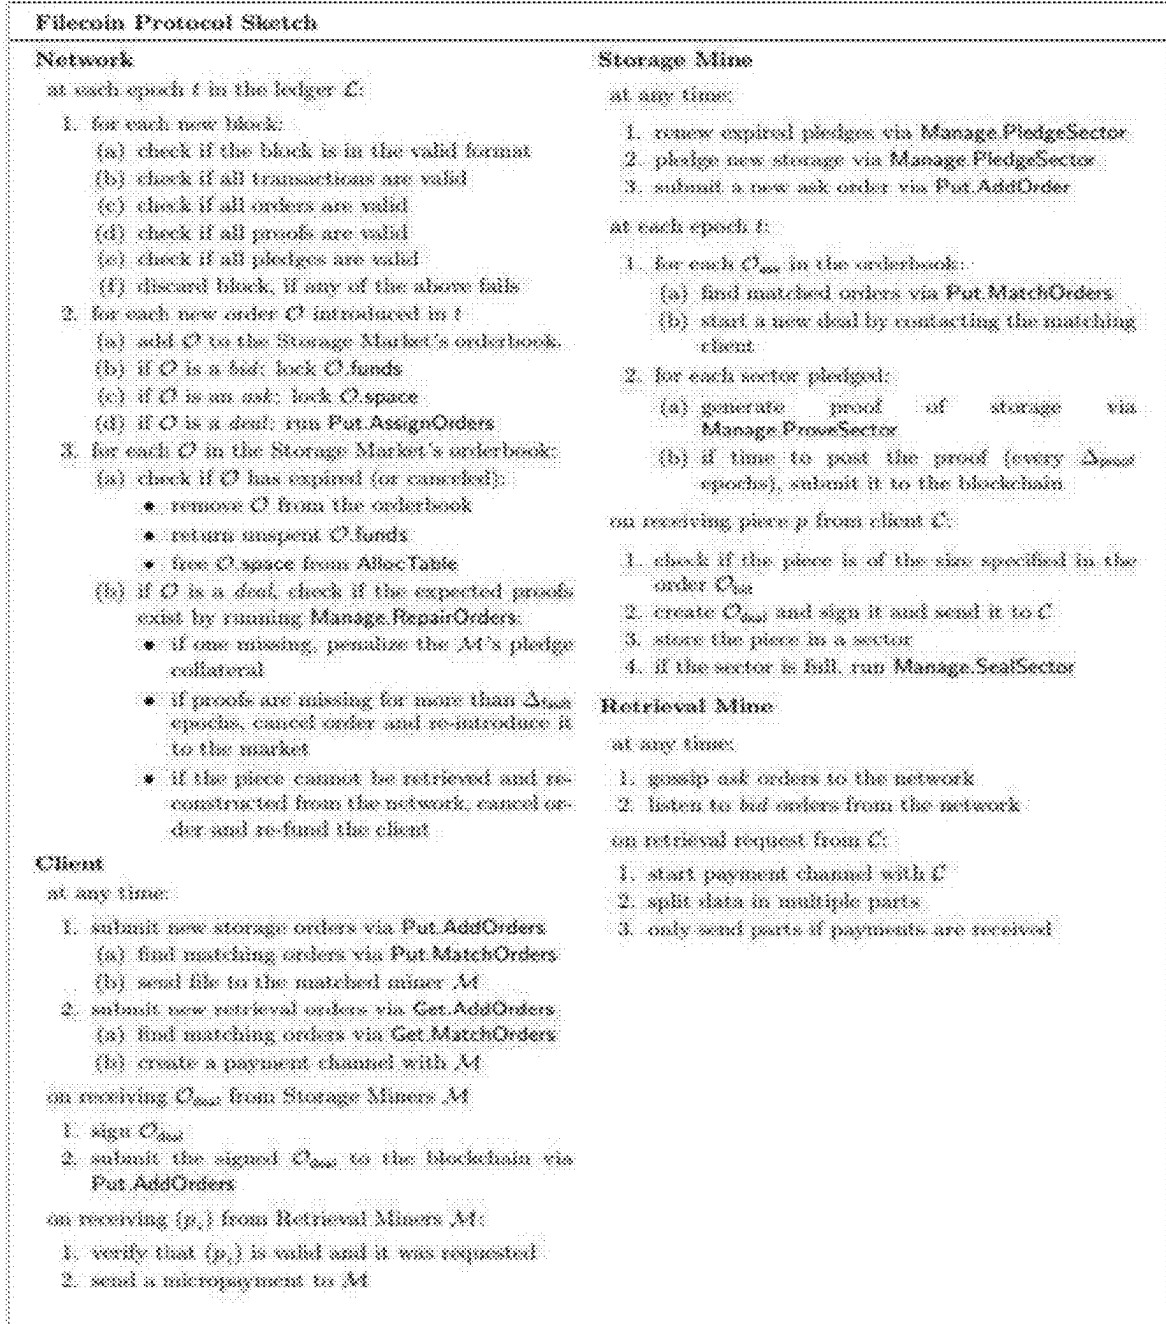 Filecoin Protocol Sketch
Network
at each epoch t in the ledger ℒ:
1. for each new block:
(a) check if the block is in the valid format
(b) check if all transactions are valid
(c) check if all orders are valid
(d) check if all proofs are valid
(e) check if all pledges are valid
(f) discard block, if any of the above fails
2. for each new order 𝒪 introduced in t
(a) add 𝒪 to the Storage Market's orderbook.
(b) if 𝒪 is a bid: lock 𝒪.funds
(c) if 𝒪 is an ask: lock 𝒪.space
(d) if 𝒪 is a deal: run Put.AssignOrders
3. for each 𝒪 in the Storage Market's orderbook:
(a) check if 𝒪 has expired (or canceled):
• remove 𝒪 from the orderbook
• return unspent 𝒪.funds
• free 𝒪.space from AllocTable
(b) if 𝒪 is a deal, check if the expected proofs
exist by running Manage.RepairOrders:
• if one missing, penalize the ℳ's pledge
collateral
• if proofs are missing for more than Δfault
epochs, cancel order and re-introduce it
to the market
• if the piece cannot be retrieved and re-
constructed from the network, cancel or-
der and re-fund the client
Client
at any time:
1. submit new storage orders via Put.AddOrders
(a) find matching orders via Put.MatchOrders
(b) send file to the matched miner ℳ
2. submit new retrieval orders via Get.AddOrders
(a) find matching orders via Get.MatchOrders
(b) create a payment channel with ℳ
on receiving 𝒪deal from Storage Miners ℳ
1. sign 𝒪deal
2. submit the signed 𝒪deal to the blockchain via
Put.AddOrders
on receiving (pᵢ) from Retrieval Miners ℳ:
1. verify that (pᵢ) is valid and it was requested
2. send a micropayment to ℳ
Storage Mine
at any time:
1. renew expired pledges via Manage.PledgeSector
2. pledge new storage via Manage.PledgeSector
3. submit a new ask order via Put.AddOrder
at each epoch t:
1. for each 𝒪ask in the orderbook:
(a) find matched orders via Put.MatchOrders
(b) start a new deal by contacting the matching
client
2. for each sector pledged:
(a) generate proof of storage via
Manage.ProveSector
(b) if time to post the proof (every Δproof
epochs), submit it to the blockchain
on receiving piece p from client 𝒞:
1. check if the piece is of the size specified in the
order 𝒪bid
2. create 𝒪deal and sign it and send it to 𝒞
3. store the piece in a sector
4. if the sector is full, run Manage.SealSector
Retrieval Mine
at any time:
1. gossip ask orders to the network
2. listen to bid orders from the network
on retrieval request from 𝒞:
1. start payment channel with 𝒞
2. split data in multiple parts
3. only send parts if payments are received